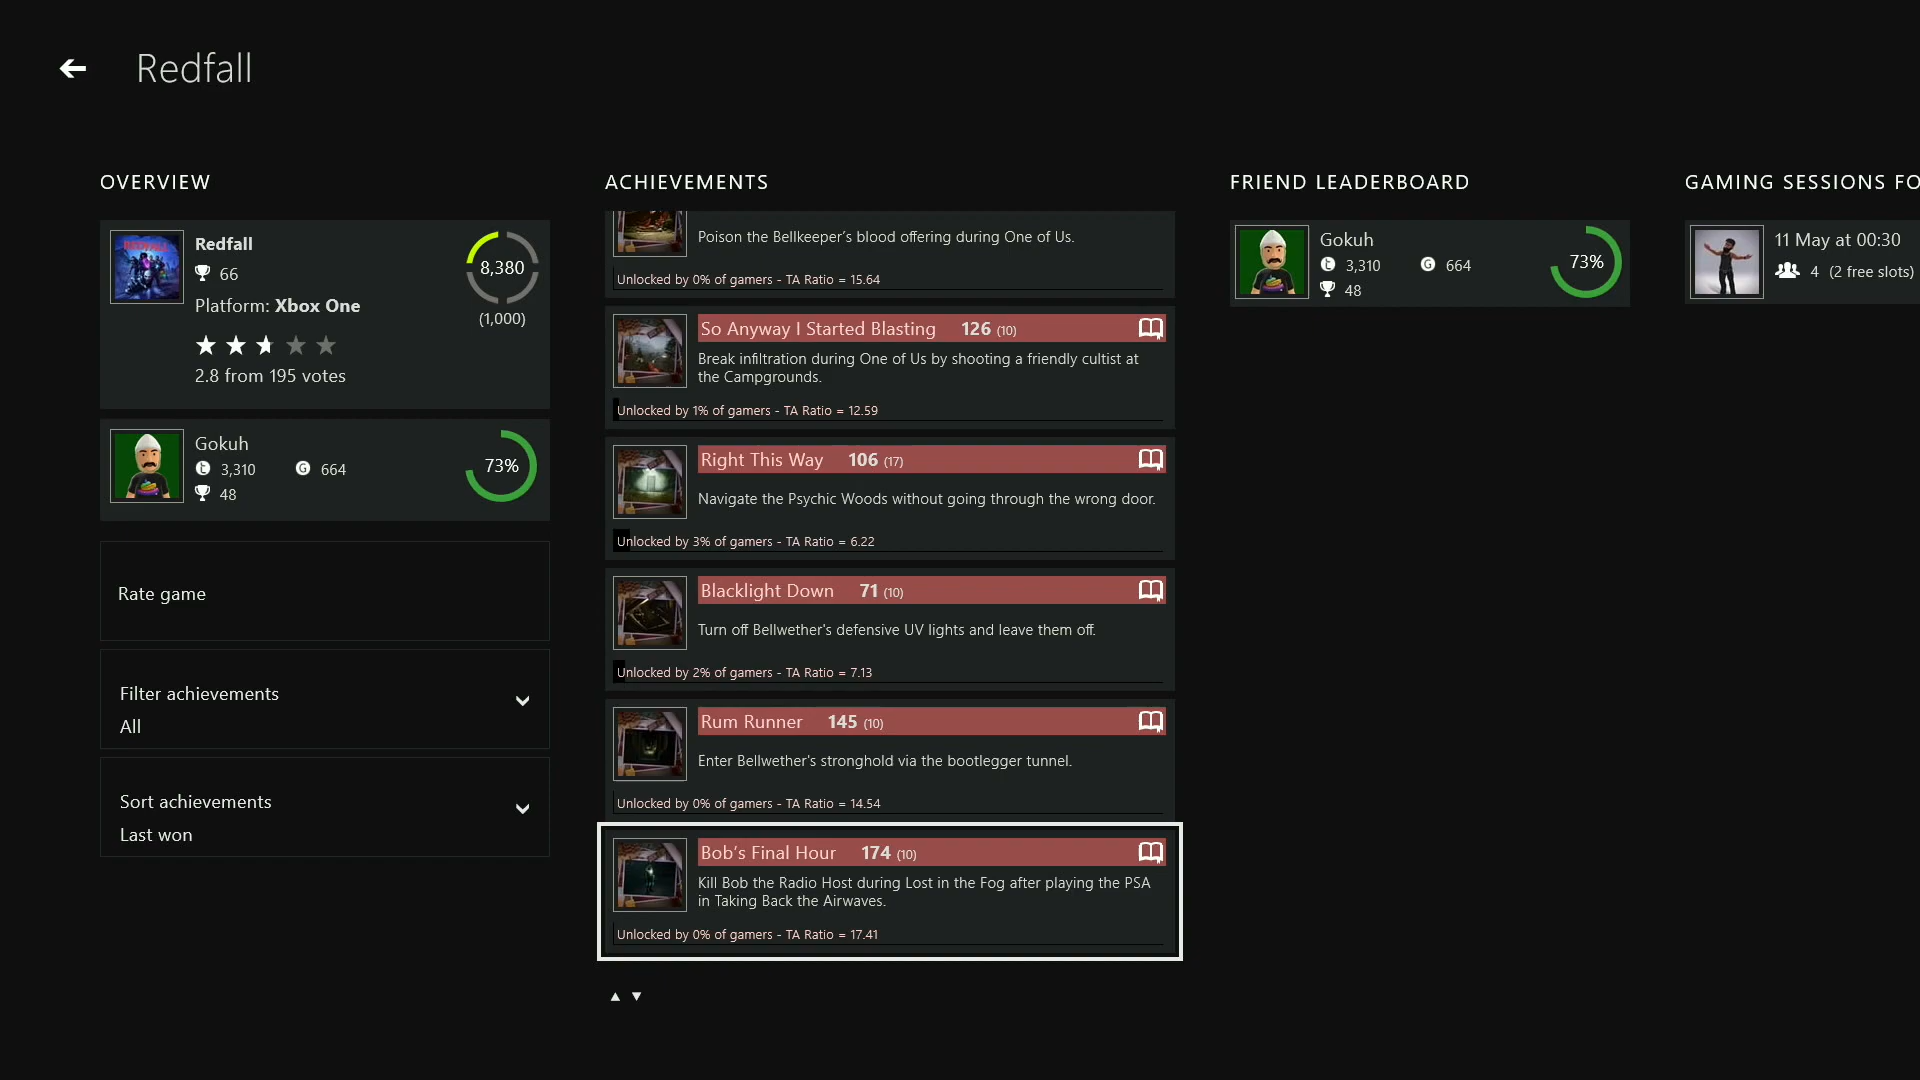 Redfall
OVERVIEW
Redfall
66
Platform: Xbox One
2.8 from 195 votes
8,380
(1,000)
Gokuh
3,310
664
48
73%
Rate game
Filter achievements
All
Sort achievements
Last won
ACHIEVEMENTS
Poison the Bellkeeper’s blood offering during One of Us.
Unlocked by 0% of gamers - TA Ratio = 15.64
So Anyway I Started Blasting 126 (10)
Break infiltration during One of Us by shooting a friendly cultist at
the Campgrounds.
Unlocked by 1% of gamers - TA Ratio = 12.59
Right This Way 106 (17)
Navigate the Psychic Woods without going through the wrong door.
Unlocked by 3% of gamers - TA Ratio = 6.22
Blacklight Down 71 (10)
Turn off Bellwether's defensive UV lights and leave them off.
Unlocked by 2% of gamers - TA Ratio = 7.13
Rum Runner 145 (10)
Enter Bellwether's stronghold via the bootlegger tunnel.
Unlocked by 0% of gamers - TA Ratio = 14.54
Bob’s Final Hour 174 (10)
Kill Bob the Radio Host during Lost in the Fog after playing the PSA
in Taking Back the Airwaves.
Unlocked by 0% of gamers - TA Ratio = 17.41
FRIEND LEADERBOARD
Gokuh
3,310
664
48
73%
GAMING SESSIONS FO
11 May at 00:30
4 (2 free slots)